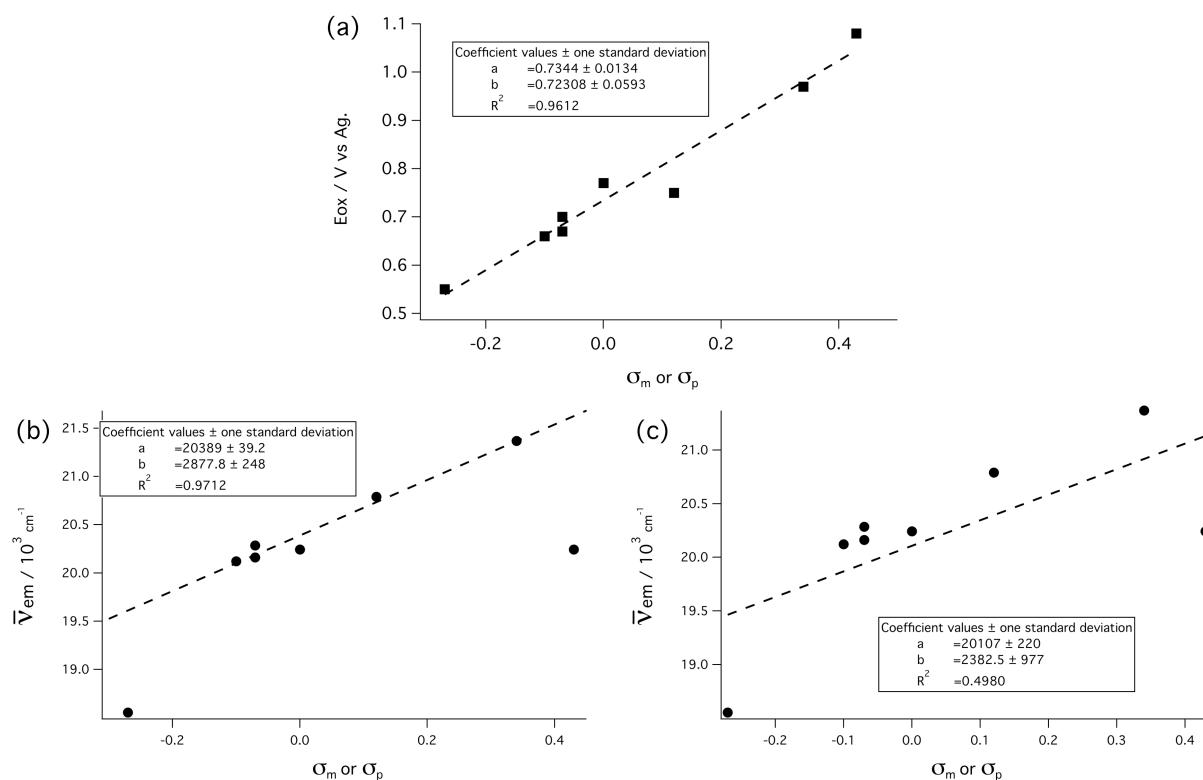 (a)
1.1
1.0
0.9
0.8
0.7
0.6
0.5
Eox / V vs Ag.
Coefficient values ± one standard deviation
a =0.7344 ± 0.0134
b =0.72308 ± 0.0593
R² =0.9612
-0.2 0.0 0.2 0.4
σm or σp
(b)
21.5
21.0
20.5
20.0
19.5
19.0
ν̅em / 10³ cm⁻¹
Coefficient values ± one standard deviation
a =20389 ± 39.2
b =2877.8 ± 248
R² =0.9712
-0.2 0.0 0.2 0.4
σm or σp
(c)
21.0
20.5
20.0
19.5
19.0
ν̅em / 10³ cm⁻¹
Coefficient values ± one standard deviation
a =20107 ± 220
b =2382.5 ± 977
R² =0.4980
-0.2 -0.1 0.0 0.1 0.2 0.3 0.4
σm or σp